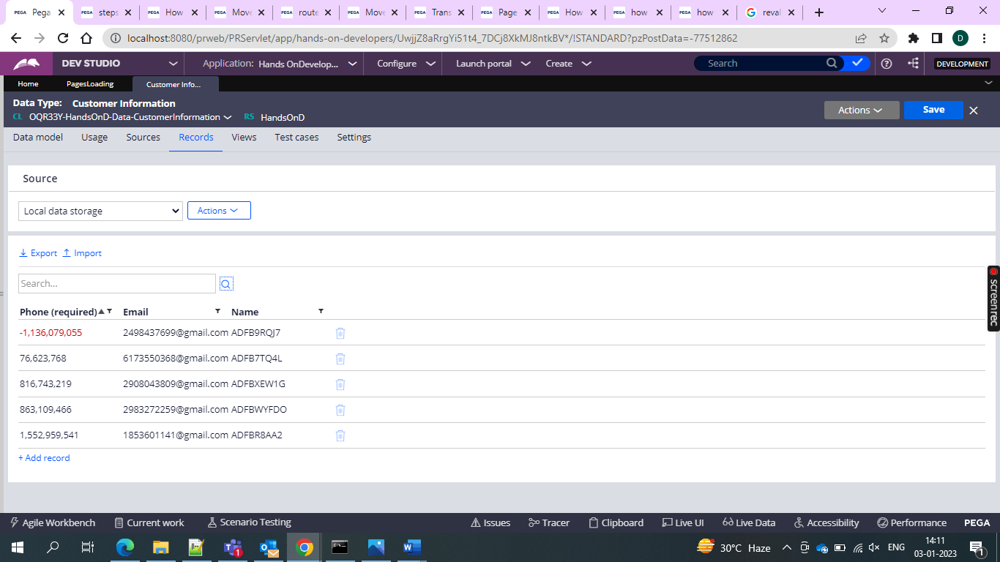 PEGA Pega
PEGA steps
PEGA How
PEGA Move
PEGA route
PEGA Move
PEGA Trans
PEGA Page
PEGA How
PEGA how
PEGA how
G reval
localhost:8080/prweb/PRServlet/app/hands-on-developers/UwjjZ8aRrgYi51t4_7DCj8XkMJ8ntkBV*/!STANDARD?pzPostData=-77512862
D
DEV STUDIO
Application: Hands OnDevelop...
Configure
Launch portal
Create
Search
DEVELOPMENT
Home
PagesLoading
Customer Info...
Data Type: Customer Information
CL OQR33Y-HandsOnD-Data-CustomerInformation
RS HandsOnD
Actions
Save
Data model
Usage
Sources
Records
Views
Test cases
Settings
Source
Local data storage
Actions
Export
Import
Search...
Phone (required) Email Name
-1,136,079,055 2498437699@gmail.com ADFB9RQJ7
76,623,768 6173550368@gmail.com ADFB7TQ4L
816,743,219 2908043809@gmail.com ADFBXEW1G
863,109,466 2983272259@gmail.com ADFBWYFDO
1,552,959,541 1853601141@gmail.com ADFBR8AA2
+ Add record
screenrec
Agile Workbench
Current work
Scenario Testing
Issues
Tracer
Clipboard
Live UI
Live Data
Accessibility
Performance
PEGA
1
30°C Haze
ENG
14:11
03-01-2023
1